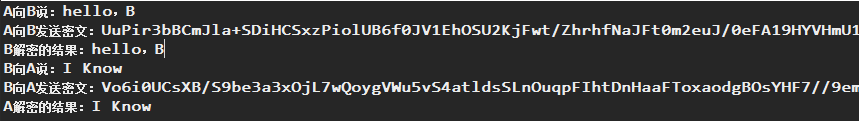 A向B说：hello，B
A向B发送密文：UuPir3bBCmJla+SDiHCSxzPiolUB6f0JV1EhOSU2KjFwt/ZhrhfNaJFt0m2euJ/0eFA19HYVHmU1
B解密的结果：hello，B
B向A说：I Know
B向A发送密文：Vo6i0UCsXB/S9be3a3xOjL7wQoygVWu5vS4atldsSLnOuqpFIhtDnHaaFToxaodgBOsYHF7//9em
A解密的结果：I Know